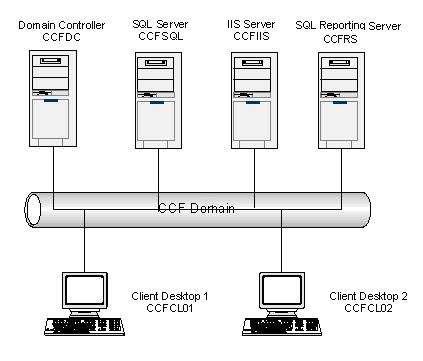 Domain Controller
CCFDC
SQL Server
CCFSQL
IIS Server
CCFIIS
SQL Reporting Server
CCFRS
CCF Domain
Client Desktop 1
CCFCL01
Client Desktop 2
CCFCL02